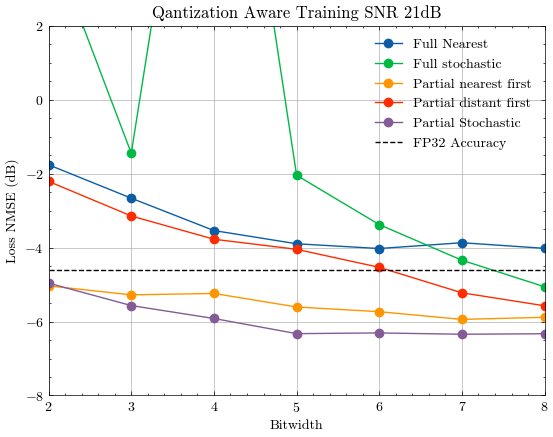 Qantization Aware Training SNR 21dB
Loss NMSE (dB)
2
0
−2
−4
−6
−8
Full Nearest
Full stochastic
Partial nearest first
Partial distant first
Partial Stochastic
FP32 Accuracy
2 3 4 5 6 7 8
Bitwidth